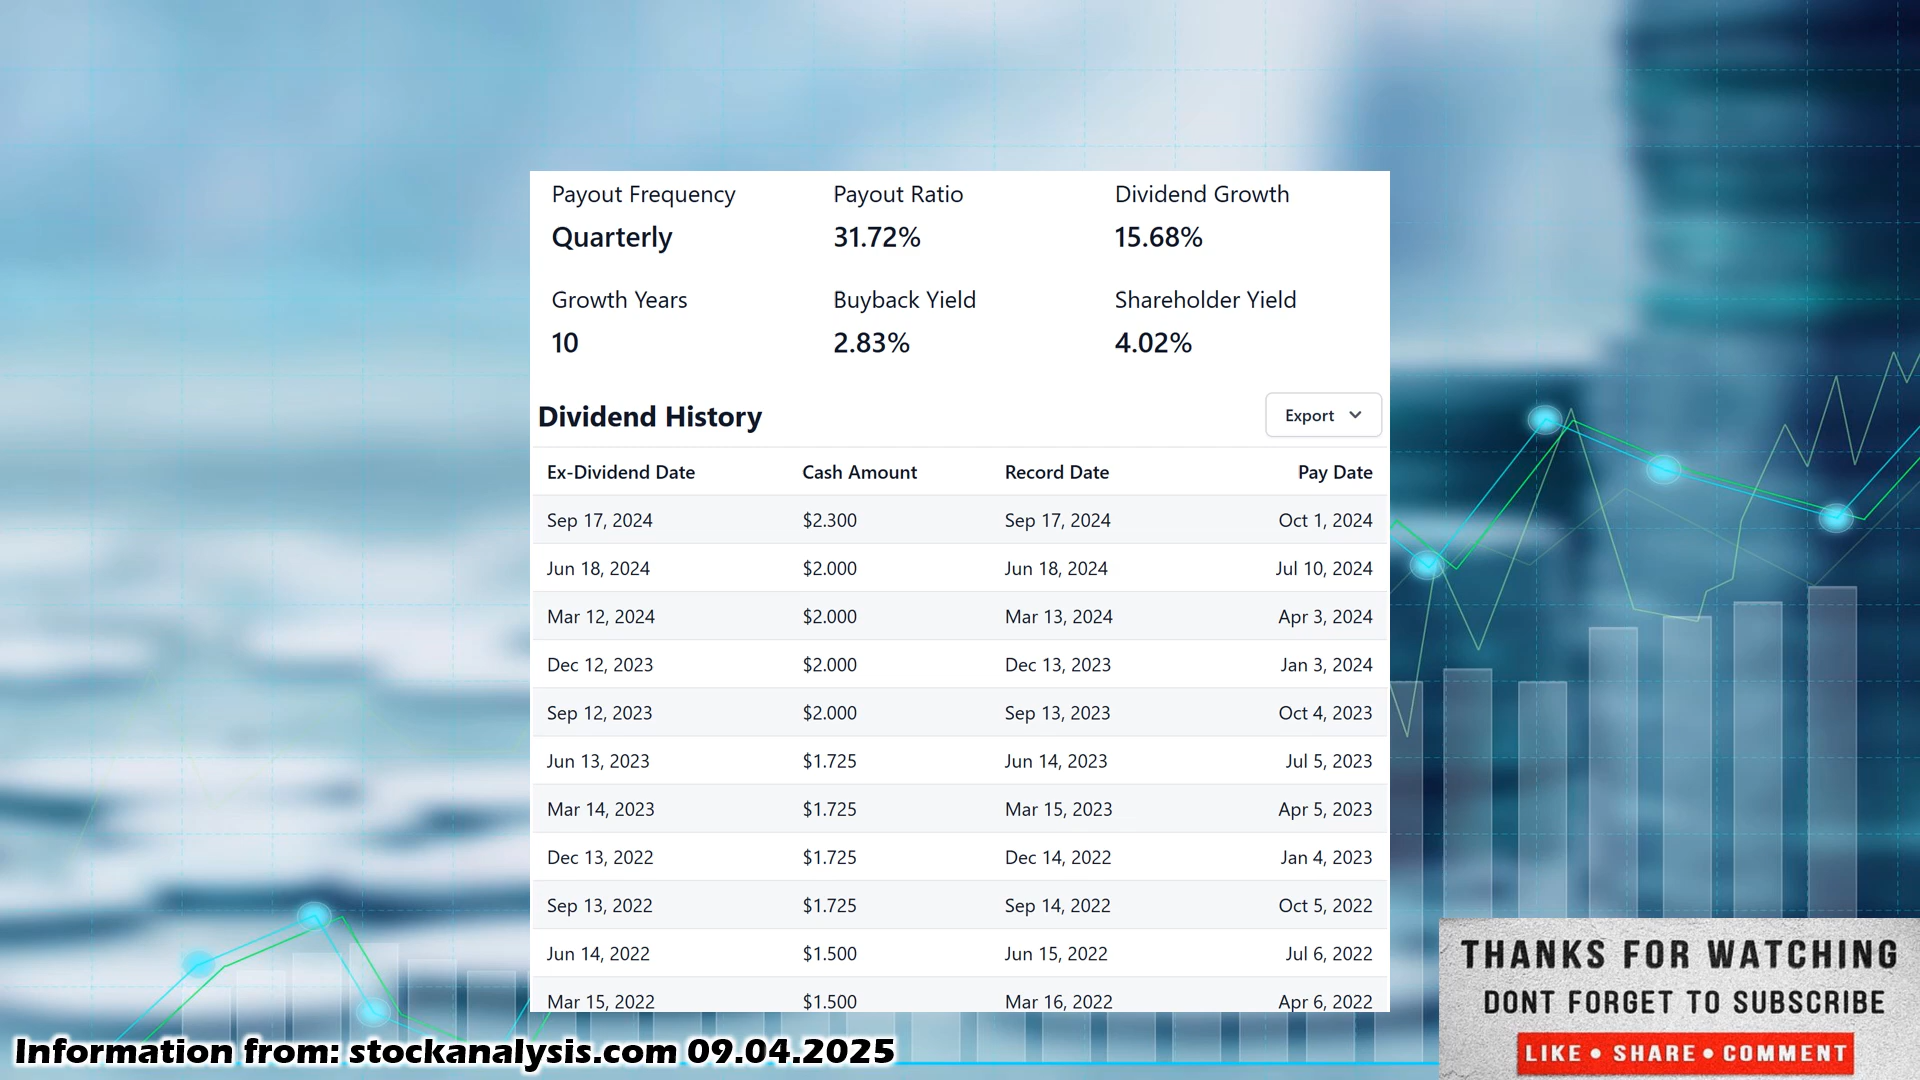 Payout Frequency Payout Ratio Dividend Growth
Quarterly 31.72% 15.68%
Growth Years Buyback Yield Shareholder Yield
10 2.83% 4.02%
Dividend History Export
Ex-Dividend Date Cash Amount Record Date Pay Date
Sep 17, 2024 $2.300 Sep 17, 2024 Oct 1, 2024
Jun 18, 2024 $2.000 Jun 18, 2024 Jul 10, 2024
Mar 12, 2024 $2.000 Mar 13, 2024 Apr 3, 2024
Dec 12, 2023 $2.000 Dec 13, 2023 Jan 3, 2024
Sep 12, 2023 $2.000 Sep 13, 2023 Oct 4, 2023
Jun 13, 2023 $1.725 Jun 14, 2023 Jul 5, 2023
Mar 14, 2023 $1.725 Mar 15, 2023 Apr 5, 2023
Dec 13, 2022 $1.725 Dec 14, 2022 Jan 4, 2023
Sep 13, 2022 $1.725 Sep 14, 2022 Oct 5, 2022
Jun 14, 2022 $1.500 Jun 15, 2022 Jul 6, 2022
Mar 15, 2022 $1.500 Mar 16, 2022 Apr 6, 2022
THANKS FOR WATCHING
DONT FORGET TO SUBSCRIBE
LIKE • SHARE • COMMENT
Information from: stockanalysis.com 09.04.2025